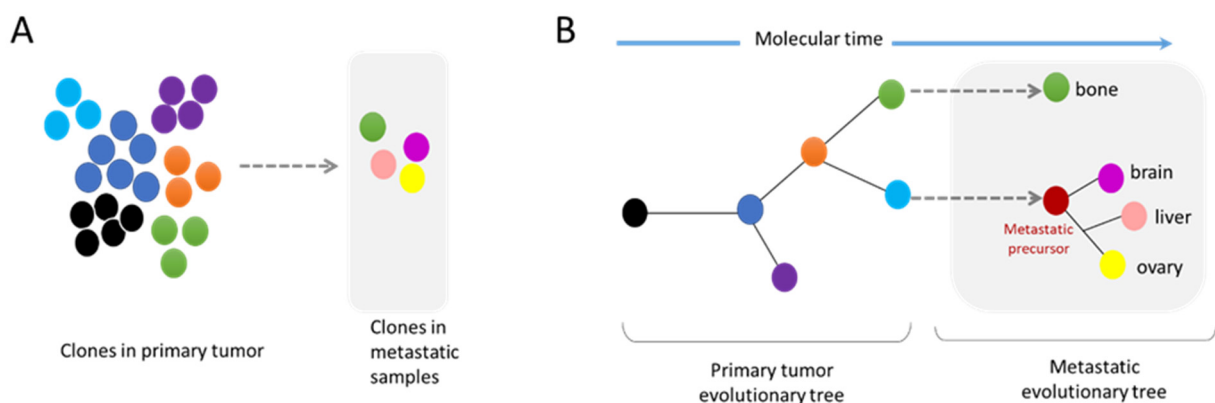 A
Clones in primary tumor
Clones in
metastatic
samples
B
Molecular time
bone
brain
liver
ovary
Metastatic
precursor
Primary tumor
evolutionary tree
Metastatic
evolutionary tree